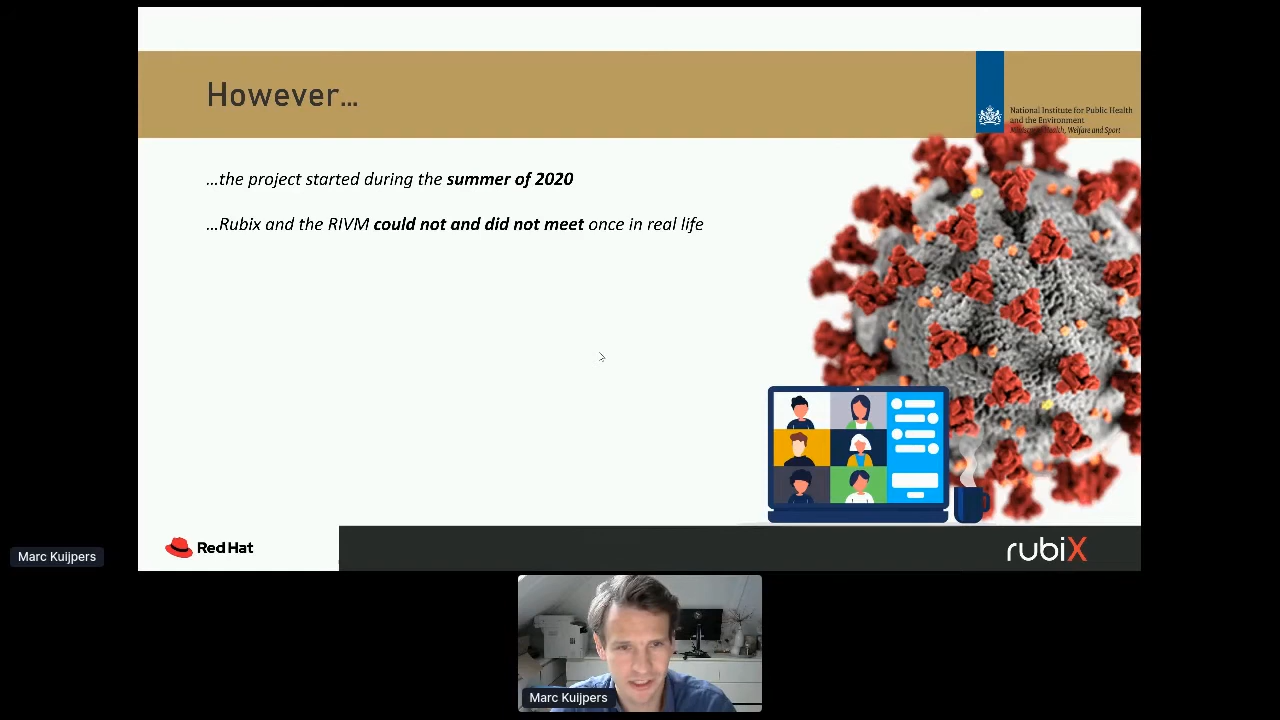 However...
National Institute for Public Health
and the Environment
Ministry of Health, Welfare and Sport
...the project started during the summer of 2020
...Rubix and the RIVM could not and did not meet once in real life
Red Hat
rubiX
Marc Kuijpers
Marc Kuijpers